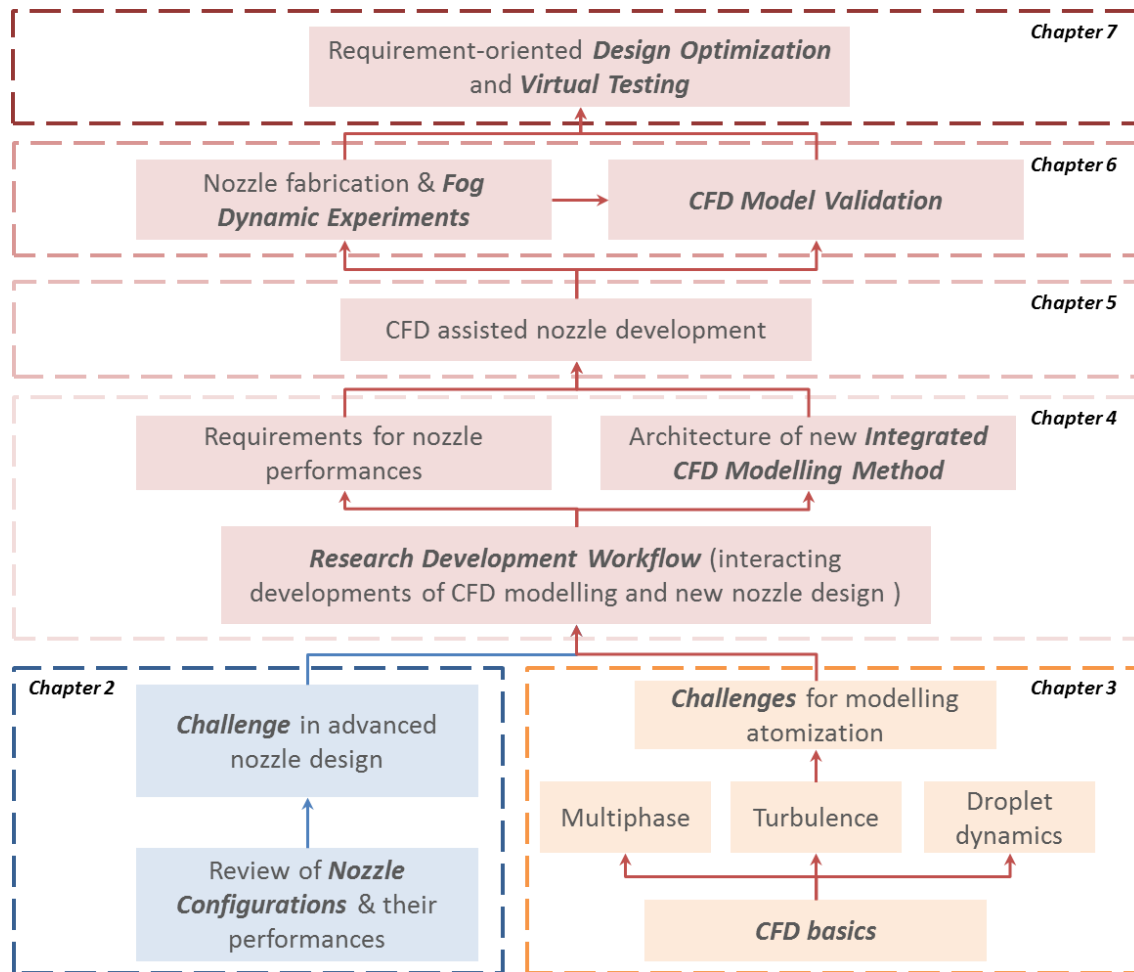 Chapter 7
Requirement-oriented Design Optimization
and Virtual Testing
Chapter 6
Nozzle fabrication & Fog
Dynamic Experiments
CFD Model Validation
Chapter 5
CFD assisted nozzle development
Chapter 4
Requirements for nozzle
performances
Architecture of new Integrated
CFD Modelling Method
Research Development Workflow (interacting
developments of CFD modelling and new nozzle design )
Chapter 2
Challenge in advanced
nozzle design
Review of Nozzle
Configurations & their
performances
Chapter 3
Challenges for modelling
atomization
Multiphase
Turbulence
Droplet
dynamics
CFD basics